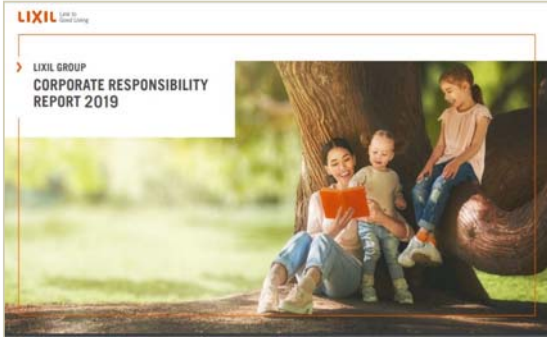 LIXIL Link to
Good Living
LIXIL GROUP
CORPORATE RESPONSIBILITY
REPORT 2019